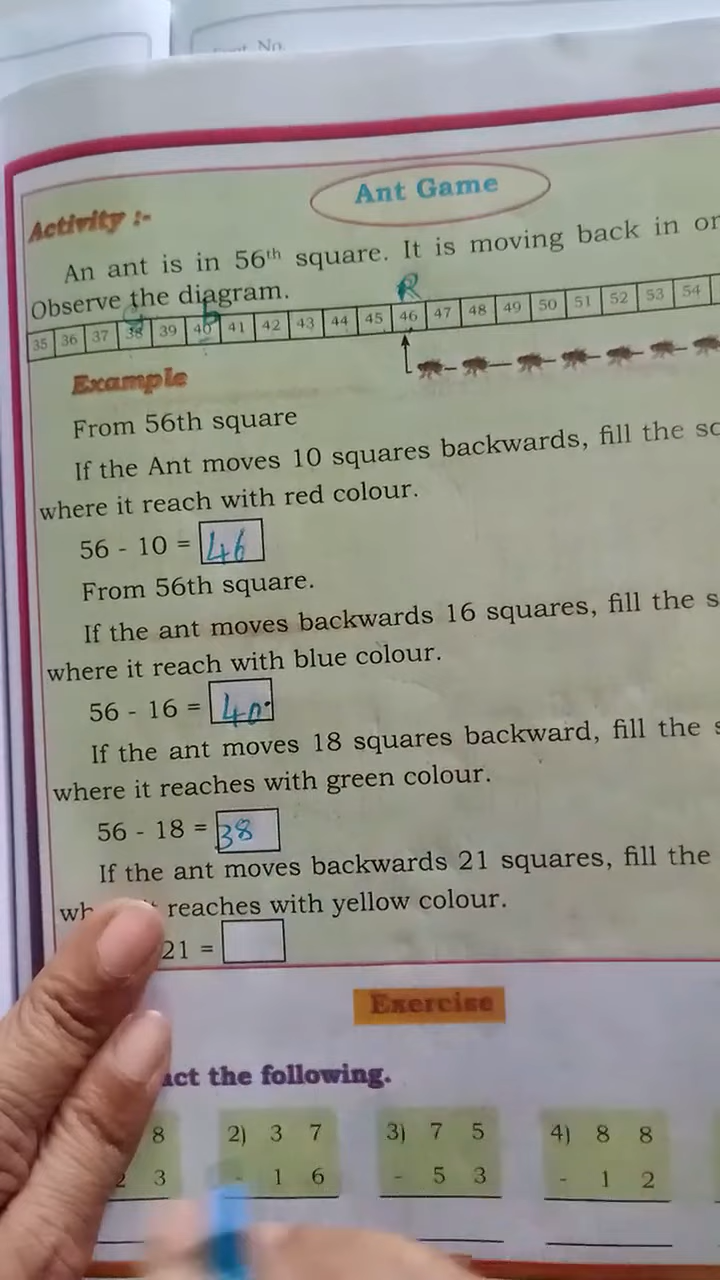 No.
Ant Game
Activity :-
An ant is in 56th square. It is moving back in or
Observe the diagram.
R
35 36 37 38 39 40 41 42 43 44 45 46 47 48 49 50 51 52 53 54
Example
From 56th square
If the Ant moves 10 squares backwards, fill the sq
where it reach with red colour.
56 - 10 = 46
From 56th square.
If the ant moves backwards 16 squares, fill the s
where it reach with blue colour.
56 - 16 = 40
If the ant moves 18 squares backward, fill the s
where it reaches with green colour.
56 - 18 = 38
If the ant moves backwards 21 squares, fill the
reaches with yellow colour.
21 =
Exercise
act the following.
8 2) 3 7 3) 7 5 4) 8 8
2 3 - 1 6 - 5 3 - 1 2